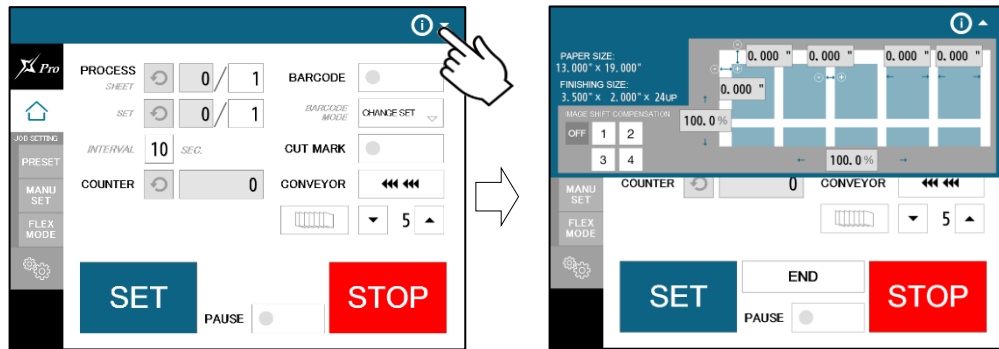 Pro
PROCESS
SHEET
0 / 1
BARCODE
SET
0 / 1
BARCODE
MODE
CHANGE SET
JOB SETTING
PRESET
INTERVAL
10 SEC.
CUT MARK
MANU
SET
COUNTER
0
CONVEYOR
FLEX
MODE
5
SET
PAUSE
STOP
PAPER SIZE:
13.000" × 19.000"
FINISHING SIZE:
3.500" × 2.000" × 24UP
IMAGE SHIFT COMPENSATION
OFF 1 2
3 4
0.000 "
0.000 "
0.000 "
0.000 "
0.000 "
100.0%
100.0%
MANU
SET
COUNTER
0
CONVEYOR
FLEX
MODE
5
SET
END
PAUSE
STOP